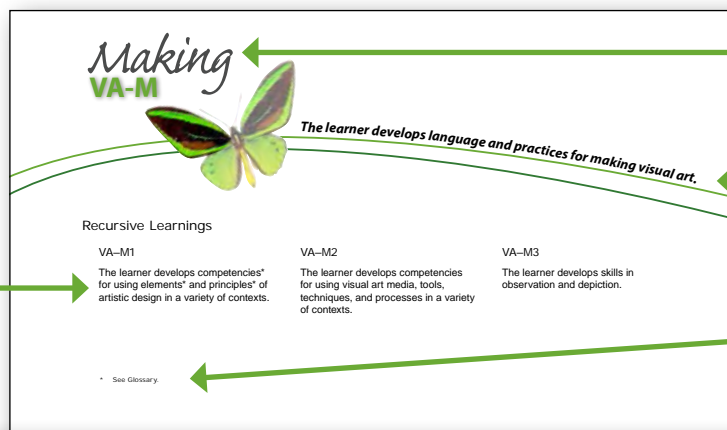 Making
VA-M
The learner develops language and practices for making visual art.
Recursive Learnings
VA–M1
The learner develops competencies*
for using elements* and principles* of
artistic design in a variety of contexts.
VA–M2
The learner develops competencies
for using visual art media, tools,
techniques, and processes in a variety
of contexts.
VA–M3
The learner develops skills in
observation and depiction.
* See Glossary.